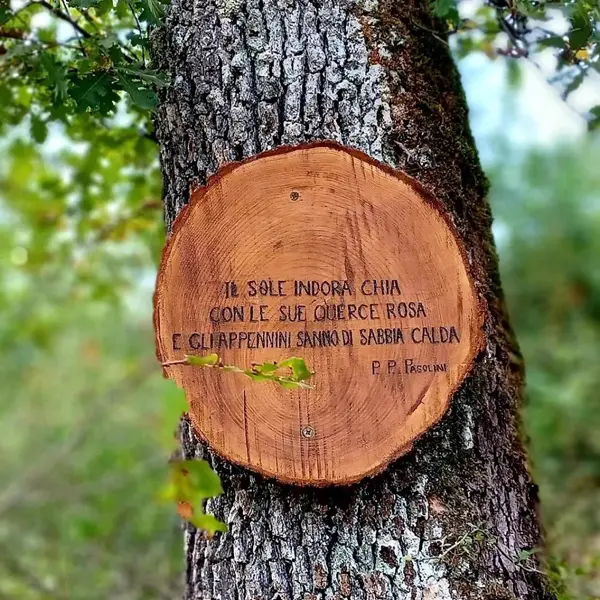 IL SOLE INDORA CHIA
CON LE SUE QUERCE ROSA
E GLI APPENNINI SANNO DI SABBIA CALDA
P. P. PASOLINI